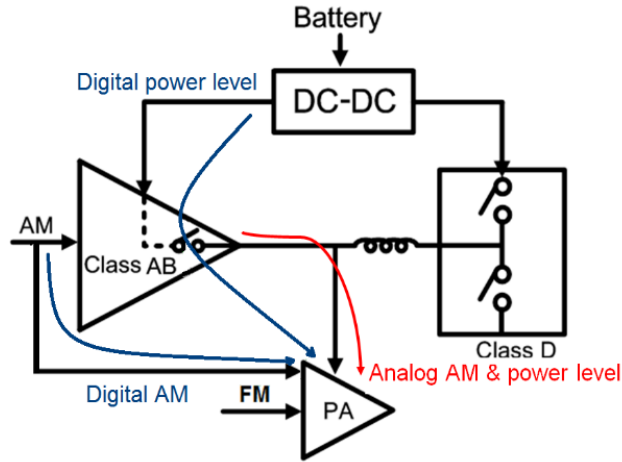 Battery
Digital power level
DC-DC
AM
Class AB
Class D
Analog AM & power level
Digital AM
FM
PA